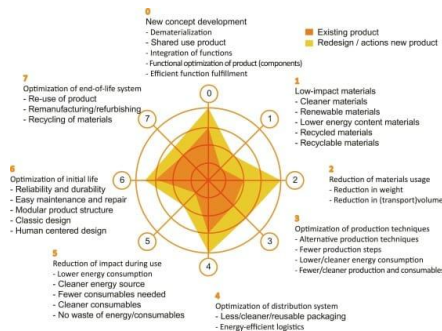 0
New concept development
- Dematerialization
- Shared use product
- Integration of functions
- Functional optimization of product (components)
- Efficient function fulfillment
Existing product
Redesign / actions new product
7
Optimization of end-of-life system
- Re-use of product
- Remanufacturing/refurbishing
- Recycling of materials
1
Low-impact materials
- Cleaner materials
- Renewable materials
- Lower energy content materials
- Recycled materials
- Recyclable materials
0
7
1
6
2
5
3
4
6
Optimization of initial life
- Reliability and durability
- Easy maintenance and repair
- Modular product structure
- Classic design
- Human centered design
2
Reduction of materials usage
- Reduction in weight
- Reduction in (transport)volume
3
Optimization of production techniques
- Alternative production techniques
- Fewer production steps
- Lower/cleaner energy consumption
- Fewer/cleaner production and consumables
5
Reduction of impact during use
- Lower energy consumption
- Cleaner energy source
- Fewer consumables needed
- Cleaner consumables
- No waste of energy/consumables
4
Optimization of distribution system
- Less/cleaner/reusable packaging
- Energy-efficient logistics